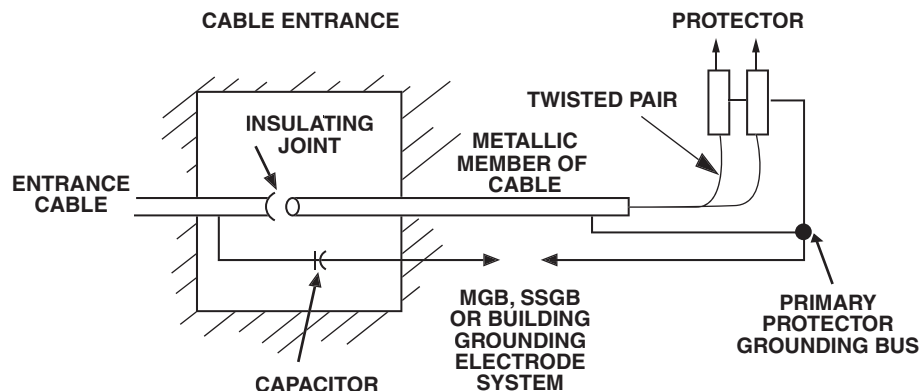 CABLE ENTRANCE
PROTECTOR
TWISTED PAIR
INSULATING
JOINT
METALLIC
MEMBER OF
CABLE
ENTRANCE
CABLE
MGB, SSGB
OR BUILDING
GROUNDING
ELECTRODE
SYSTEM
PRIMARY
PROTECTOR
GROUNDING BUS
CAPACITOR